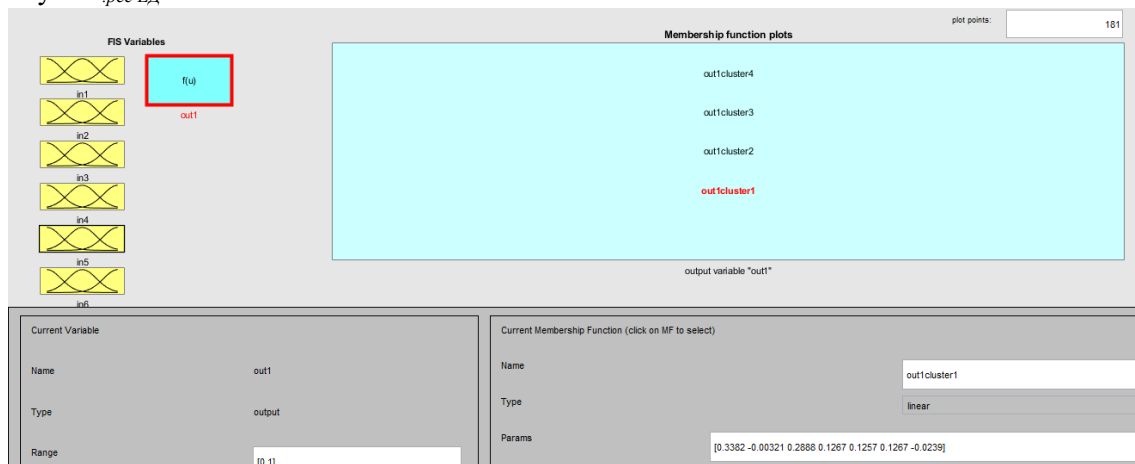 .рес ЕД
plot points: 181
FIS Variables
Membership function plots
f(u)
in1
out1
in2
in3
in4
in5
in6
out1cluster4
out1cluster3
out1cluster2
out1cluster1
output variable "out1"
Current Variable
Name out1
Type output
Range [0 1]
Current Membership Function (click on MF to select)
Name out1cluster1
Type linear
Params [0.3382 -0.00321 0.2888 0.1267 0.1257 0.1267 -0.0239]